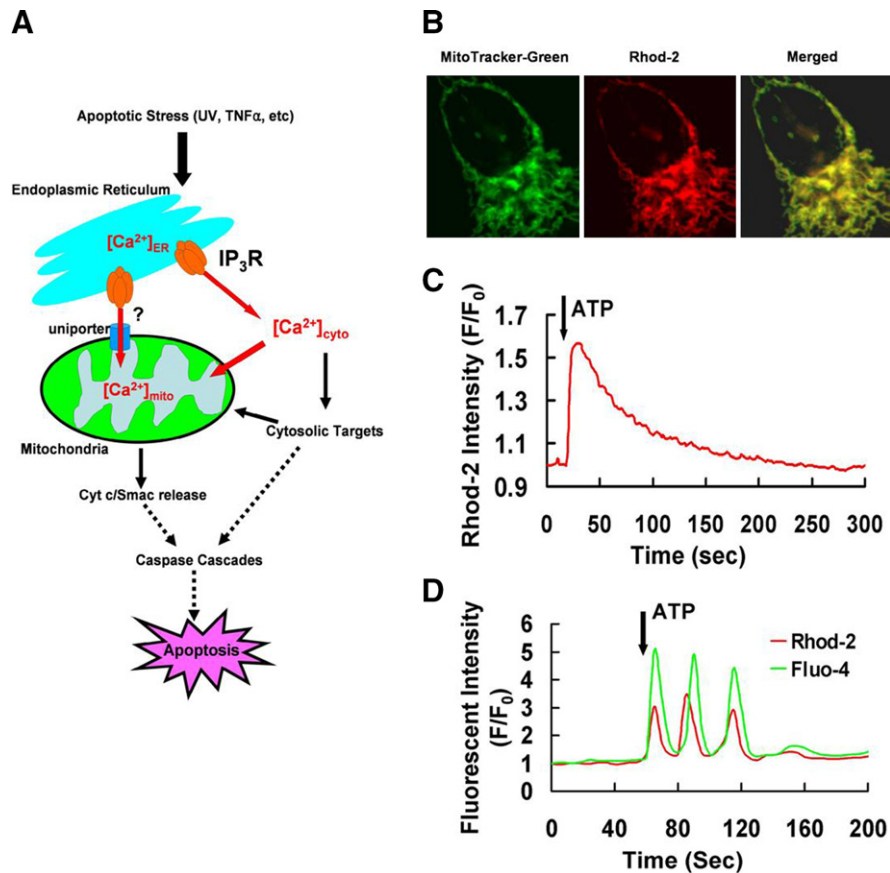 A
Apoptotic Stress (UV, TNFα, etc)
Endoplasmic Reticulum
[Ca²⁺]ER
IP₃R
?
uniporter
[Ca²⁺]cyto
[Ca²⁺]mito
Mitochondria
Cytosolic Targets
Cyt c/Smac release
Caspase Cascades
Apoptosis
B
MitoTracker-Green
Rhod-2
Merged
C
Rhod-2 Intensity (F/F₀)
1.7
1.5
1.3
1.1
0.9
ATP
0 50 100 150 200 250 300
Time (sec)
D
Fluorescent Intensity
(F/F₀)
6
5
4
3
2
1
0
ATP
Rhod-2
Fluo-4
0 40 80 120 160 200
Time (Sec)